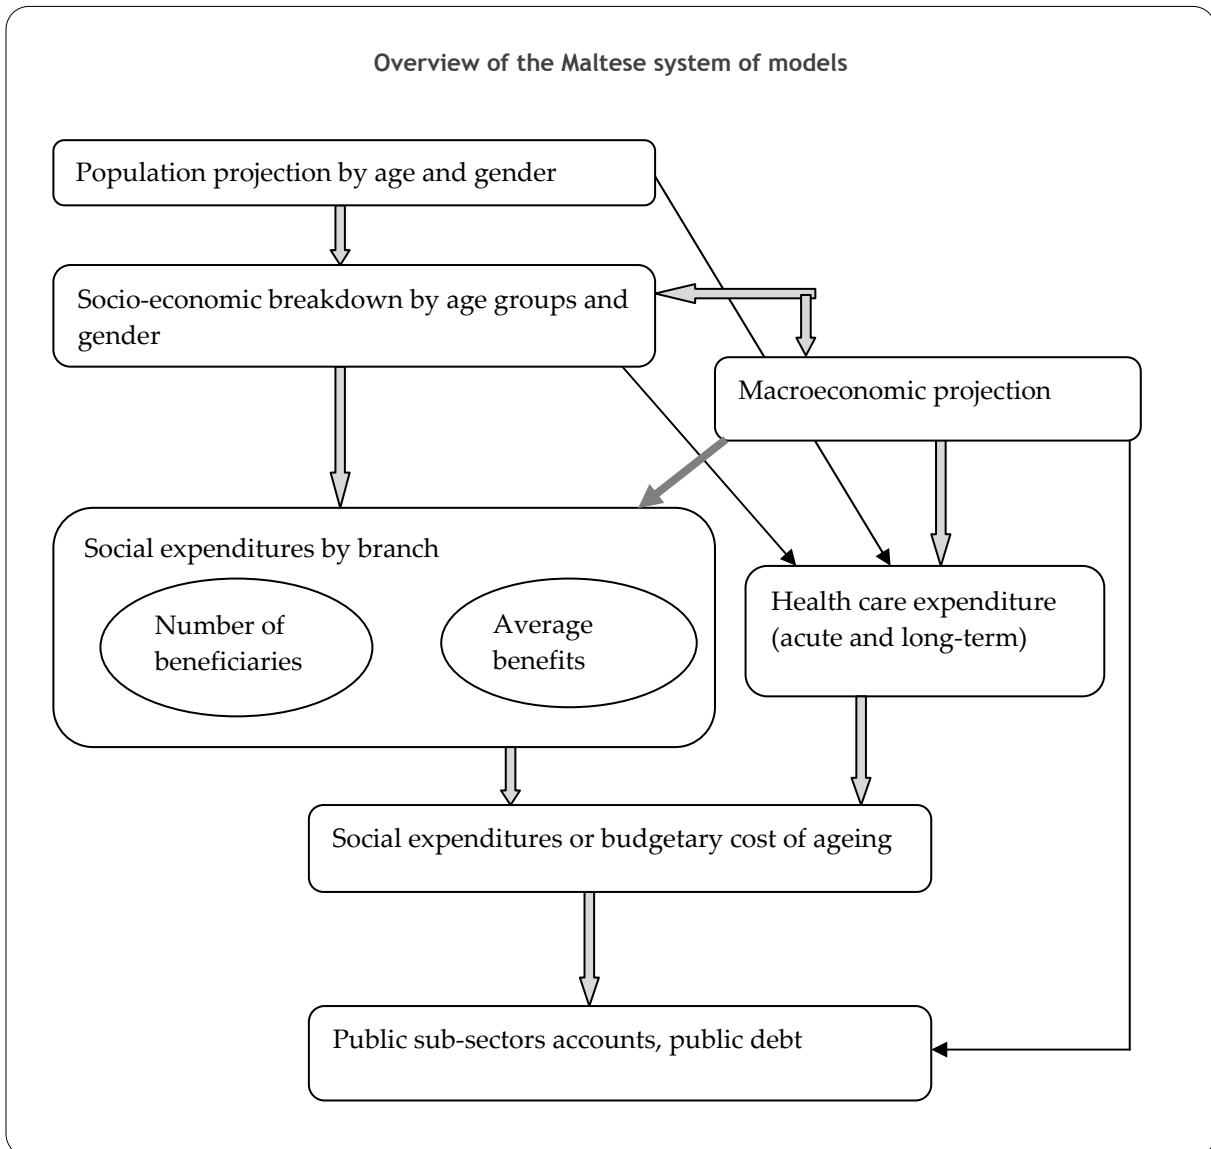 Overview of the Maltese system of models
Population projection by age and gender
Socio-economic breakdown by age groups and
gender
Macroeconomic projection
Social expenditures by branch
Number of
beneficiaries
Average
benefits
Health care expenditure
(acute and long-term)
Social expenditures or budgetary cost of ageing
Public sub-sectors accounts, public debt